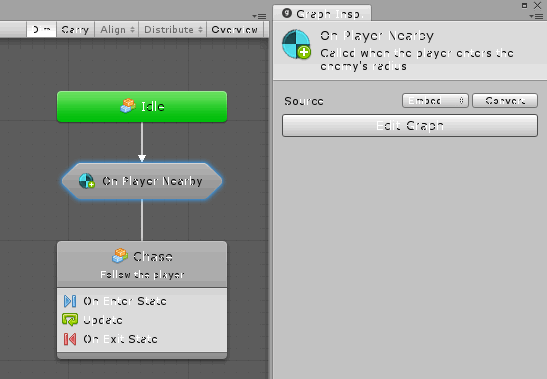 Dim Carry Align Distribute Overview
Idle
On Player Nearby
Chase
Follow the player
On Enter State
Update
On Exit State
Graph Insp
On Player Nearby
Called when the player enters the
enemy's radius
Source Embed Convert
Edit Graph